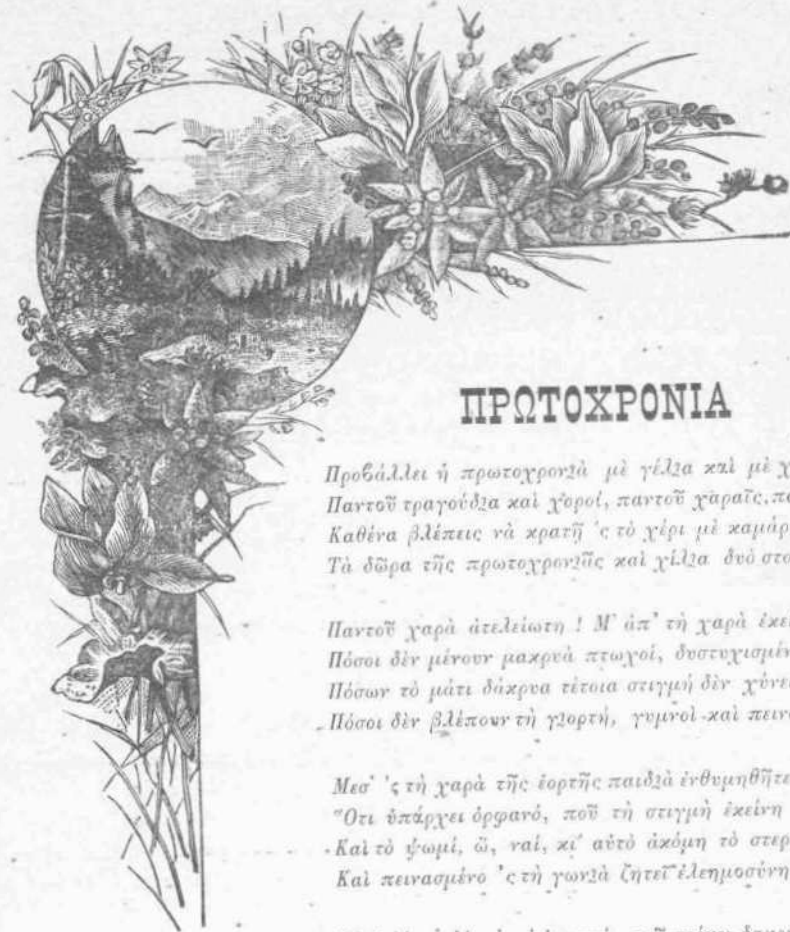 ΠΡΩΤΟΧΡΟΝΙΑ
Προβάλλει ἡ πρωτοχρονιὰ μὲ γέλια καὶ μὲ
Παντοῦ τραγούδια καὶ χοροί, παντοῦ χαραῖς,
Καθένα βλέπεις νὰ κρατῇ 'ς τὸ χέρι μὲ
Τὰ δῶρα τῆς πρωτοχρονιᾶς καὶ χίλια δυὸ
Παντοῦ χαρὰ ἀτελείωτη ! Μ' ἀπ' τὴ χαρὰ
Πόσοι δὲν μένουν μακρυὰ πτωχοί,
Πόσων τὸ μάτι δάκρυα τέτοια στιγμὴ δὲν
Πόσοι δὲν βλέπουν τὴ γιορτή, γυμνοὶ καὶ
Μεσ' 'ς τὴ χαρὰ τῆς ἑορτῆς παιδιὰ ἐνθυμηθῆτε
Ὅτι ὑπάρχει ὀρφανό, ποῦ τὴ στιγμὴ ἐκείνη
Καὶ τὸ ψωμί, ὤ, ναί, κι' αὐτὸ ἀκόμη τὸ
Καὶ πεινασμένο 'ς τὴ γωνιὰ ζητεῖ ἐλεημοσύνη